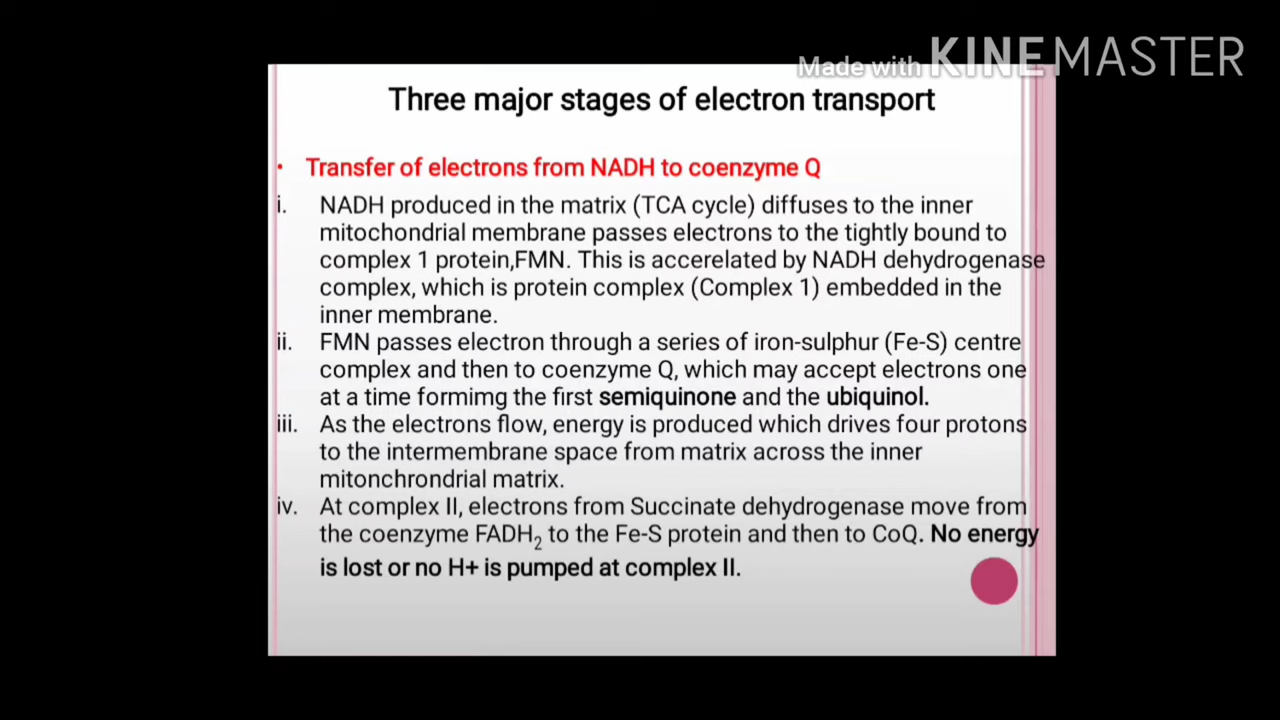 Made with KINEMASTER
Three major stages of electron transport
• Transfer of electrons from NADH to coenzyme Q
i. NADH produced in the matrix (TCA cycle) diffuses to the inner
mitochondrial membrane passes electrons to the tightly bound to
complex 1 protein,FMN. This is accerelated by NADH dehydrogenase
complex, which is protein complex (Complex 1) embedded in the
inner membrane.
ii. FMN passes electron through a series of iron-sulphur (Fe-S) centre
complex and then to coenzyme Q, which may accept electrons one
at a time formimg the first semiquinone and the ubiquinol.
iii. As the electrons flow, energy is produced which drives four protons
to the intermembrane space from matrix across the inner
mitonchrondrial matrix.
iv. At complex II, electrons from Succinate dehydrogenase move from
the coenzyme FADH₂ to the Fe-S protein and then to CoQ. No energy
is lost or no H+ is pumped at complex II.